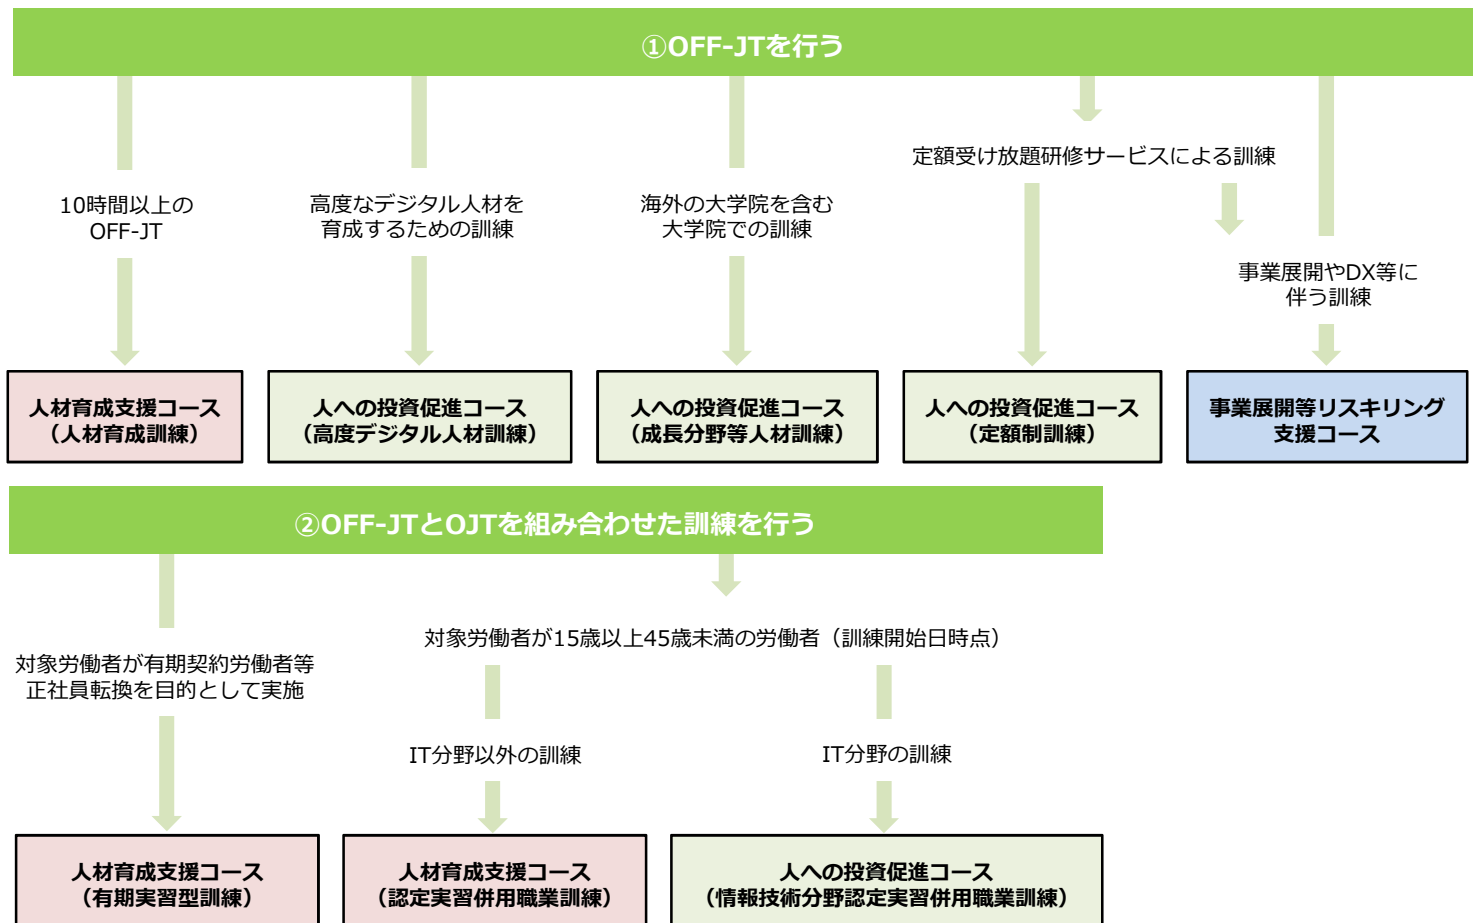 ①OFF-JTを行う
定額受け放題研修サービスによる訓練
10時間以上の
OFF-JT
高度なデジタル人材を
育成するための訓練
海外の大学院を含む
大学院での訓練
事業展開やDX等に
伴う訓練
人材育成支援コース
（人材育成訓練）
人への投資促進コース
（高度デジタル人材訓練）
人への投資促進コース
（成長分野等人材訓練）
人への投資促進コース
（定額制訓練）
事業展開等リスキリング
支援コース
②OFF-JTとOJTを組み合わせた訓練を行う
対象労働者が15歳以上45歳未満の労働者（訓練開始日時点）
対象労働者が有期契約労働者等
正社員転換を目的として実施
IT分野以外の訓練
IT分野の訓練
人材育成支援コース
（有期実習型訓練）
人材育成支援コース
（認定実習併用職業訓練）
人への投資促進コース
（情報技術分野認定実習併用職業訓練）